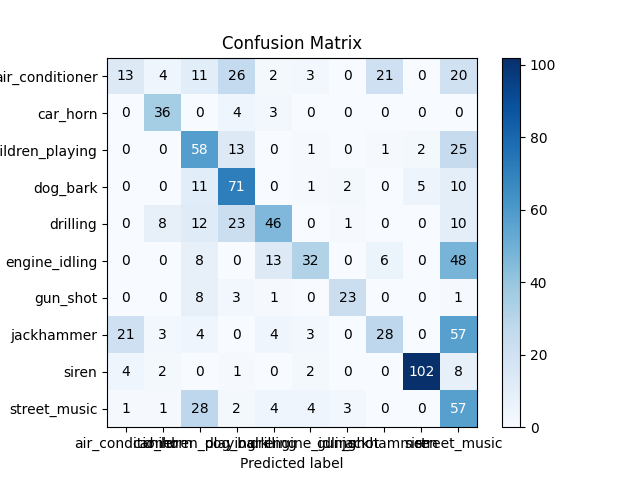 Confusion Matrix
air_conditioner 13 4 11 26 2 3 0 21 0 20
car_horn 0 36 0 4 3 0 0 0 0 0
ildren_playing 0 0 58 13 0 1 0 1 2 25
dog_bark 0 0 11 71 0 1 2 0 5 10
drilling 0 8 12 23 46 0 1 0 0 10
engine_idling 0 0 8 0 13 32 0 6 0 48
gun_shot 0 0 8 3 1 0 23 0 0 1
jackhammer 21 3 4 0 4 3 0 28 0 57
siren 4 2 0 1 0 2 0 0 102 8
street_music 1 1 28 2 4 4 3 0 0 57
street_music
Predicted label
100
80
60
40
20
0